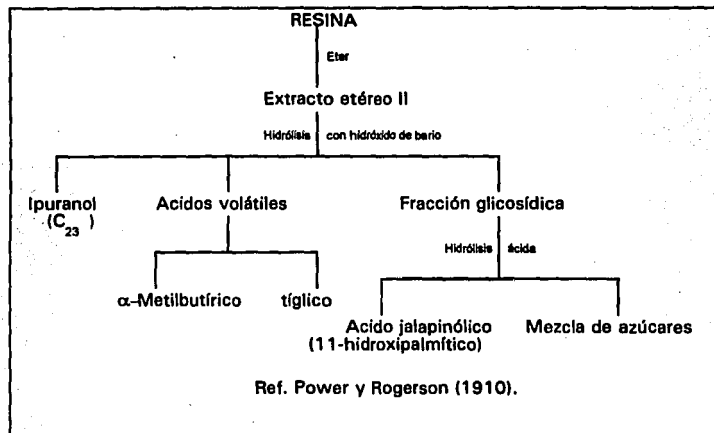 RESINA
Eter
Extracto etéreo II
Hidrólisis con hidróxido de bario
Ipuranol Acidos volátiles Fracción glicosídica
(C23)
Hidrólisis ácida
α-Metilbutírico tíglico
Acido jalapinólico Mezcla de azúcares
(11-hidroxipalmítico)
Ref. Power y Rogerson (1910).